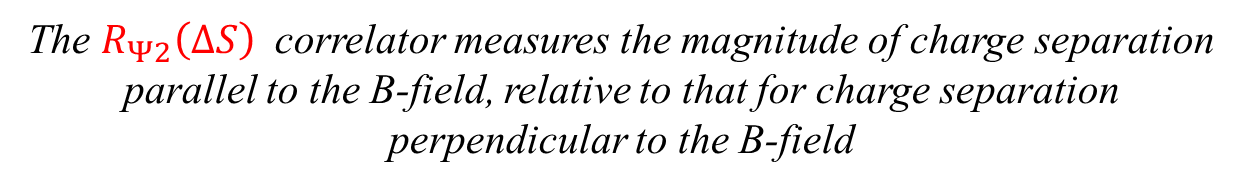 The R_Ψ2(ΔS) correlator measures the magnitude of charge separation
parallel to the B-field, relative to that for charge separation
perpendicular to the B-field